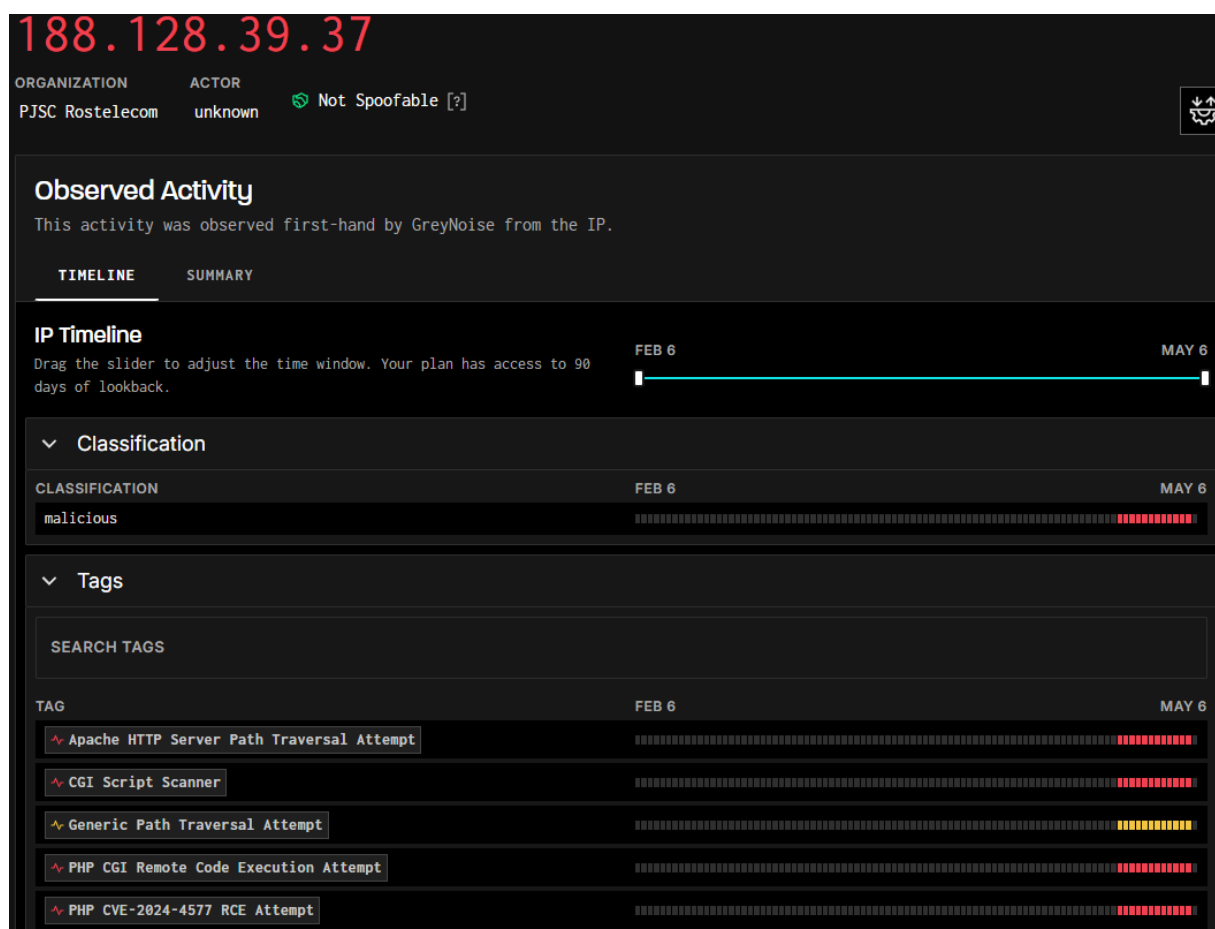 188.128.39.37
ORGANIZATION ACTOR
PJSC Rostelecom unknown Not Spoofable [?]
Observed Activity
This activity was observed first-hand by GreyNoise from the IP.
TIMELINE SUMMARY
IP Timeline
Drag the slider to adjust the time window. Your plan has access to 90
days of lookback.
FEB 6 MAY 6
Classification
CLASSIFICATION FEB 6 MAY 6
malicious
Tags
SEARCH TAGS
TAG FEB 6 MAY 6
Apache HTTP Server Path Traversal Attempt
CGI Script Scanner
Generic Path Traversal Attempt
PHP CGI Remote Code Execution Attempt
PHP CVE-2024-4577 RCE Attempt